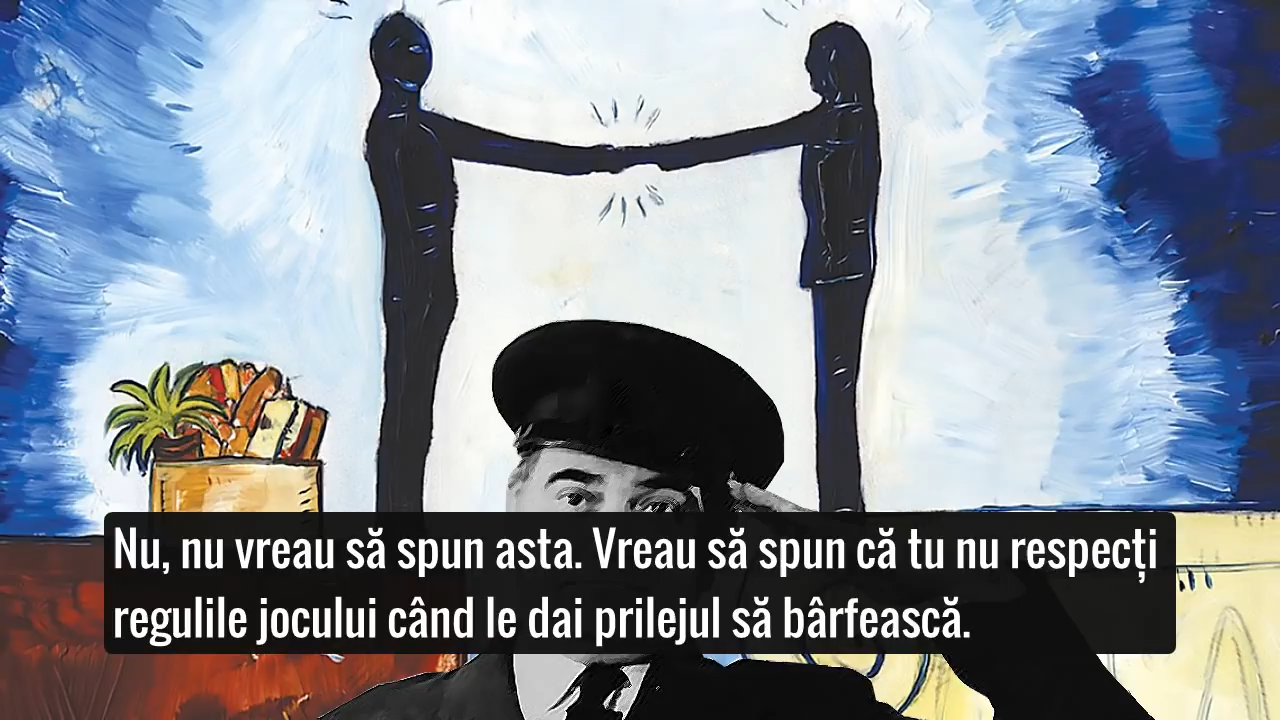 Nu, nu vreau să spun asta. Vreau să spun că tu nu respecți
regulile jocului când le dai prilejul să bârfească.